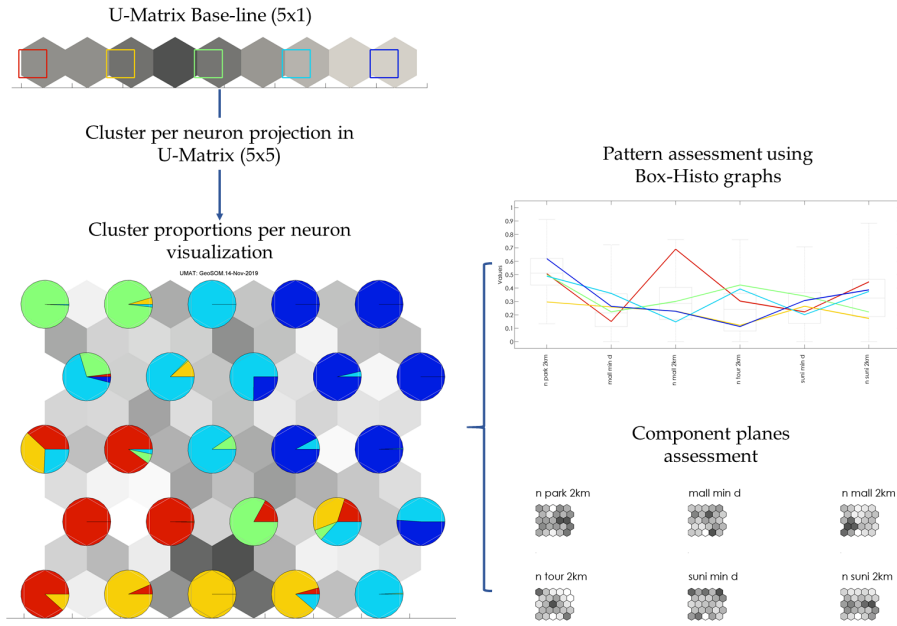 U-Matrix Base-line (5x1)
Cluster per neuron projection in
U-Matrix (5x5)
Cluster proportions per neuron
visualization
UMAT: GeoSOM.14-Nov-2019
Pattern assessment using
Box-Histo graphs
1
0.9
0.8
0.7
0.6
0.5
0.4
0.3
0.2
0.1
0
Values
n park 2km
mall min d
n mall 2km
n tour 2km
suni min d
n suni 2km
Component planes
assessment
n park 2km
mall min d
n mall 2km
n tour 2km
suni min d
n suni 2km